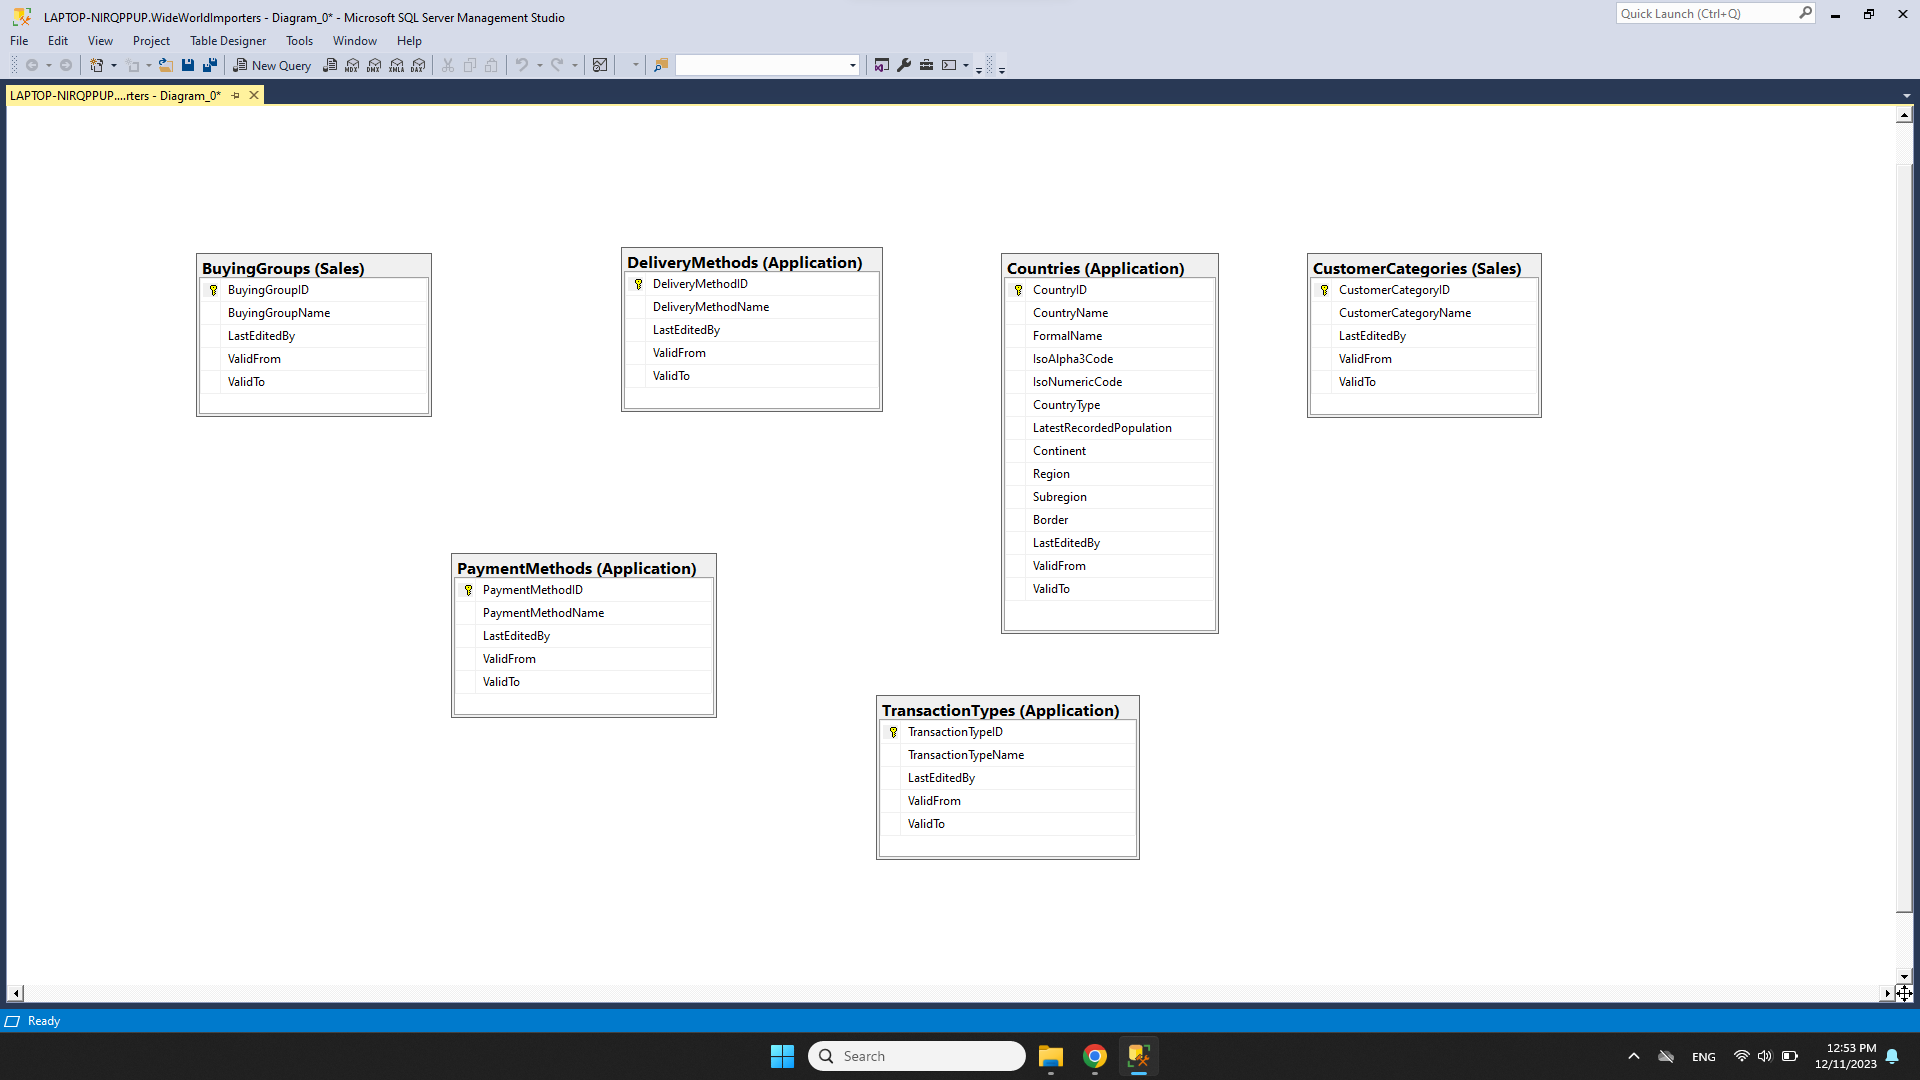 LAPTOP-NIRQPPUP.WideWorldImporters - Diagram_0* - Microsoft SQL Server Management Studio
Quick Launch (Ctrl+Q)
File Edit View Project Table Designer Tools Window Help
New Query
MDX DMX XMLA DAX
LAPTOP-NIRQPPUP....rters - Diagram_0*
BuyingGroups (Sales)
BuyingGroupID
BuyingGroupName
LastEditedBy
ValidFrom
ValidTo
DeliveryMethods (Application)
DeliveryMethodID
DeliveryMethodName
LastEditedBy
ValidFrom
ValidTo
Countries (Application)
CountryID
CountryName
FormalName
IsoAlpha3Code
IsoNumericCode
CountryType
LatestRecordedPopulation
Continent
Region
Subregion
Border
LastEditedBy
ValidFrom
ValidTo
CustomerCategories (Sales)
CustomerCategoryID
CustomerCategoryName
LastEditedBy
ValidFrom
ValidTo
PaymentMethods (Application)
PaymentMethodID
PaymentMethodName
LastEditedBy
ValidFrom
ValidTo
TransactionTypes (Application)
TransactionTypeID
TransactionTypeName
LastEditedBy
ValidFrom
ValidTo
Ready
Search
ENG
12:53 PM
12/11/2023